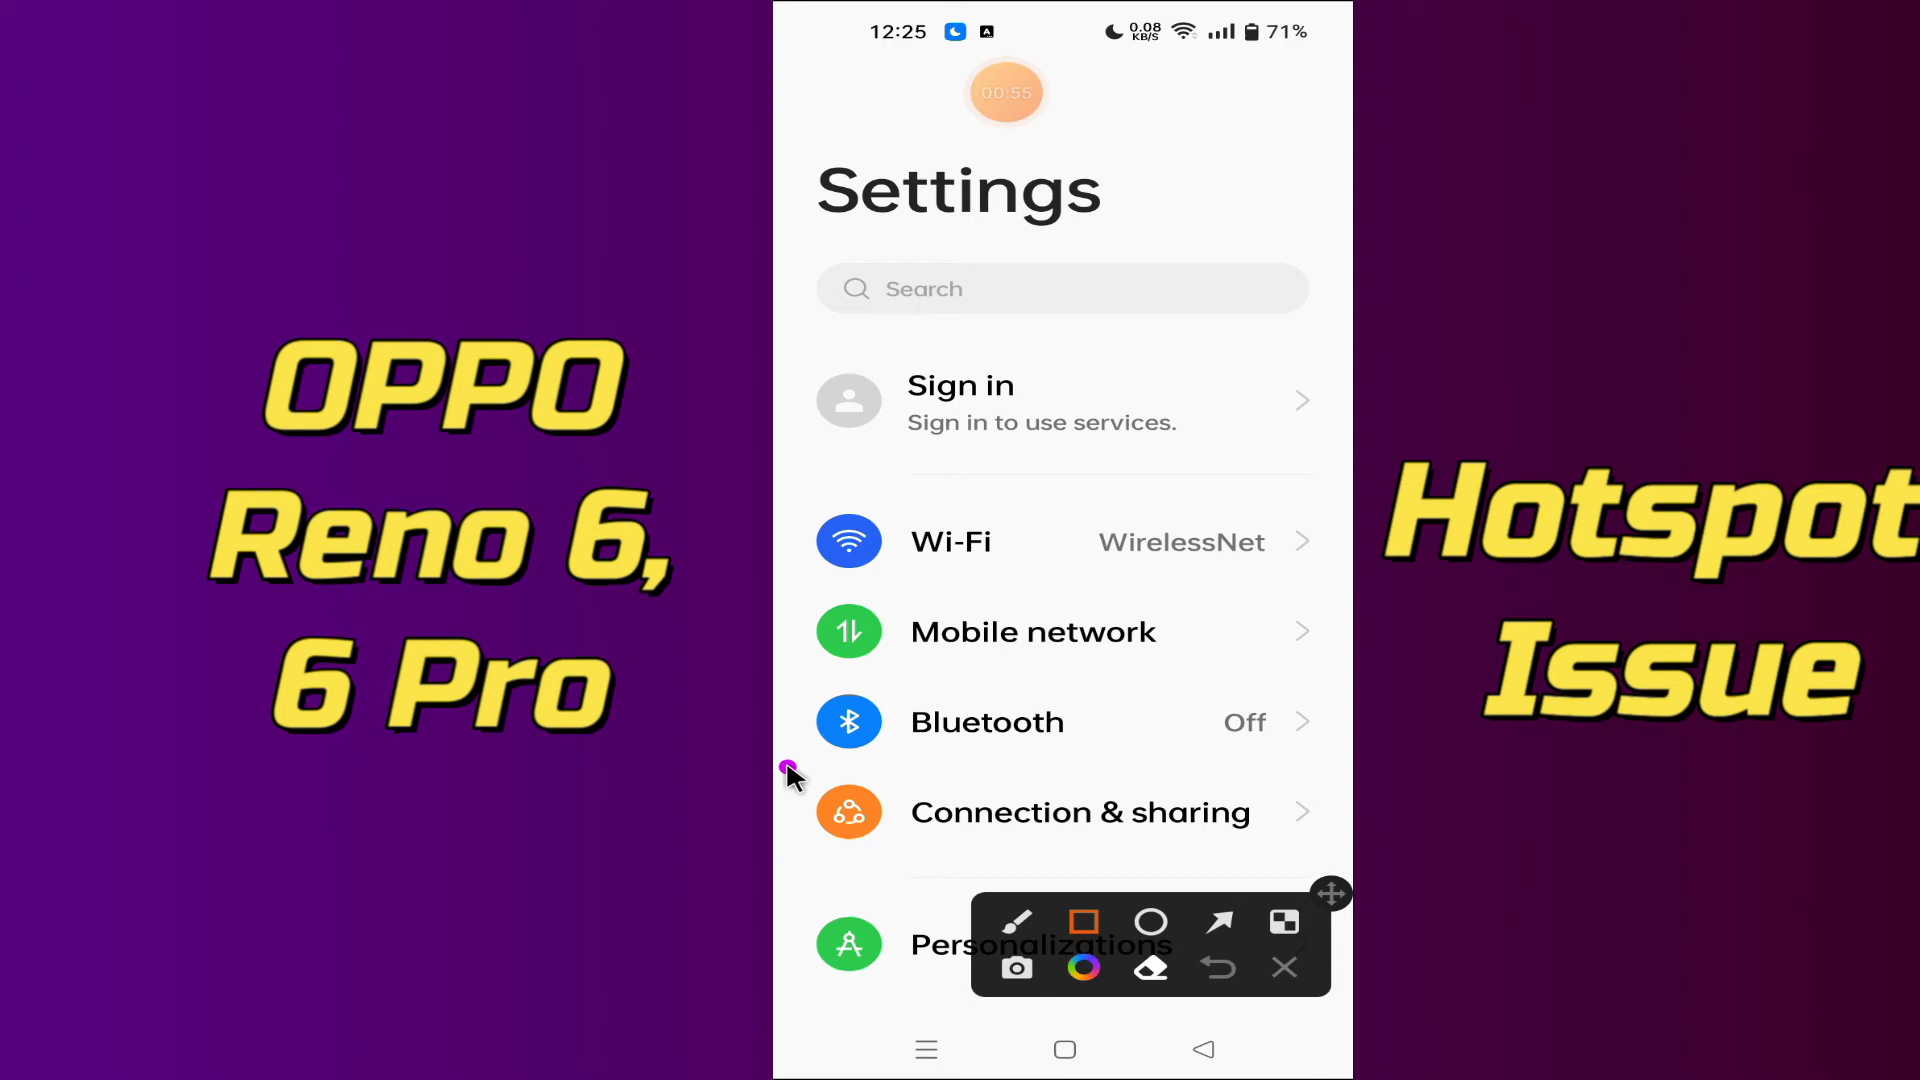 OPPO
Reno 6,
6 Pro
12:25
0.08
KB/S
71%
00:55
Settings
Search
Sign in
Sign in to use services.
Wi-Fi WirelessNet
Mobile network
Bluetooth Off
Connection & sharing
Personalizations
Hotspot
Issue